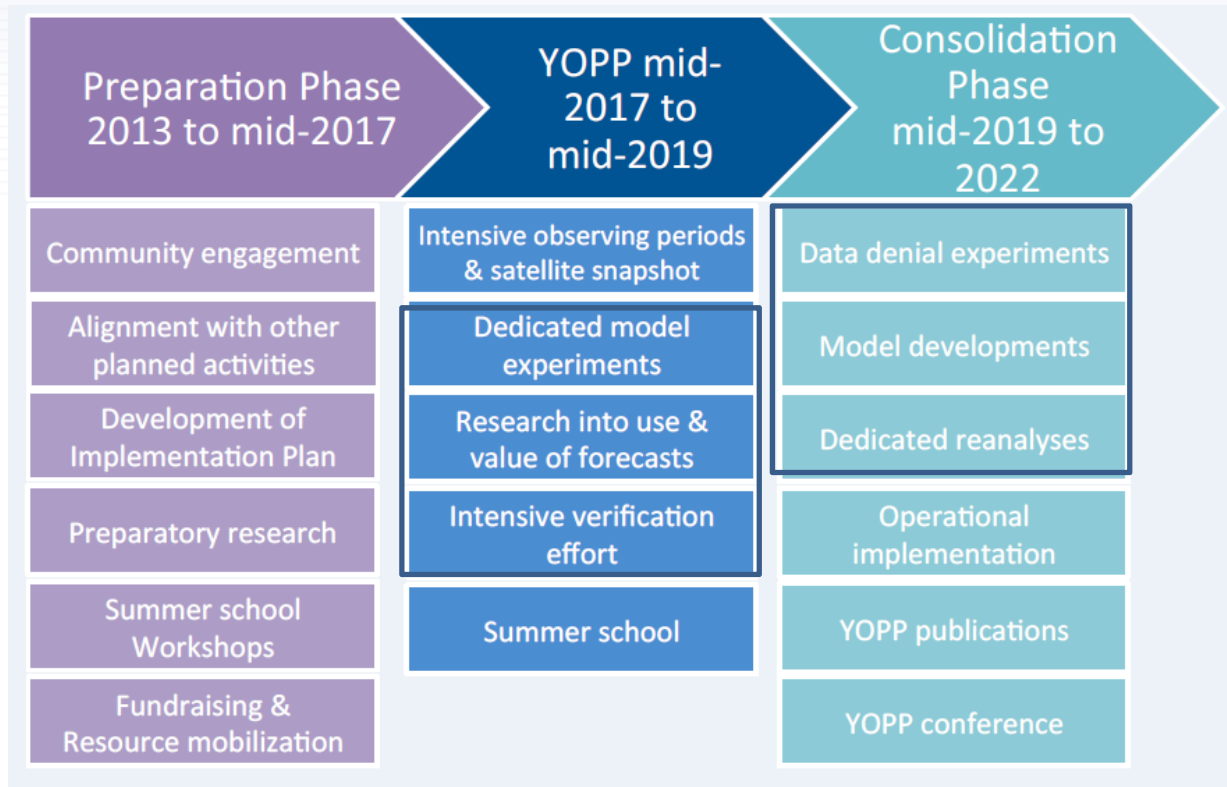 Preparation Phase
2013 to mid-2017
YOPP mid-
2017 to
mid-2019
Consolidation
Phase
mid-2019 to
2022
Community engagement
Alignment with other
planned activities
Development of
Implementation Plan
Preparatory research
Summer school
Workshops
Fundraising &
Resource mobilization
Intensive observing periods
& satellite snapshot
Dedicated model
experiments
Research into use &
value of forecasts
Intensive verification
effort
Summer school
Data denial experiments
Model developments
Dedicated reanalyses
Operational
implementation
YOPP publications
YOPP conference